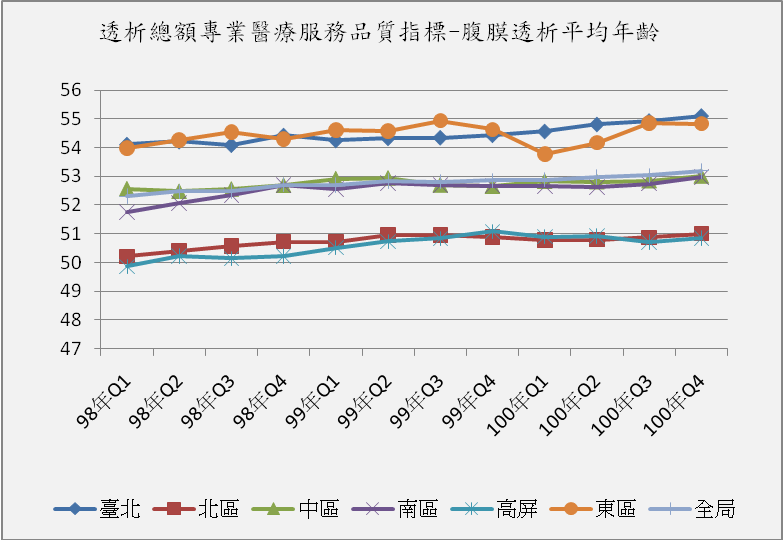 透析總額專業醫療服務品質指標-腹膜透析平均年齡
56
55
54
53
52
51
50
49
48
47
98年Q1
98年Q2
98年Q3
98年Q4
99年Q1
99年Q2
99年Q3
99年Q4
100年Q1
100年Q2
100年Q3
100年Q4
臺北 北區 中區 南區 高屏 東區 全局